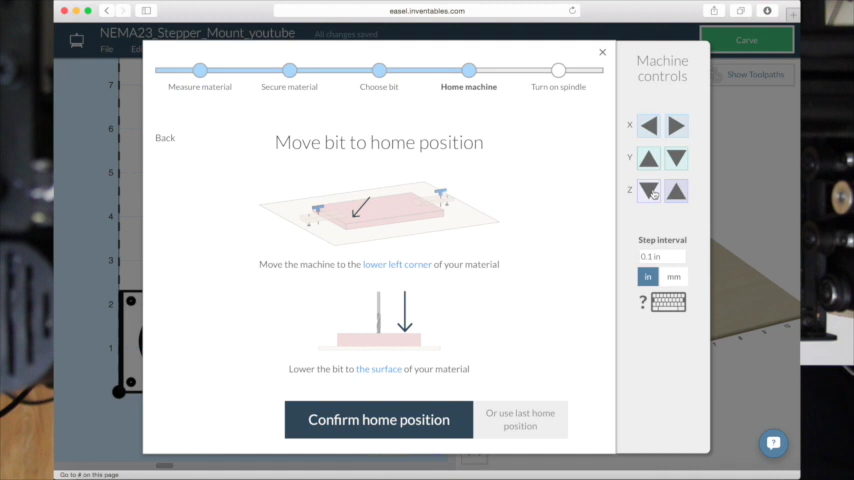 easel.inventables.com
NEMA23_Stepper_Mount_youtube
All changes saved
File
Edi
Carve
Show Toolpaths
Measure material
Secure material
Choose bit
Home machine
Turn on spindle
Back
Move bit to home position
Move the machine to the lower left corner of your material
Lower the bit to the surface of your material
Confirm home position
Or use last home
position
Machine
controls
X
Y
Z
Step interval
0.1 in
in
mm
?
7
6
5
4
3
2
1
?
Go to # on this page